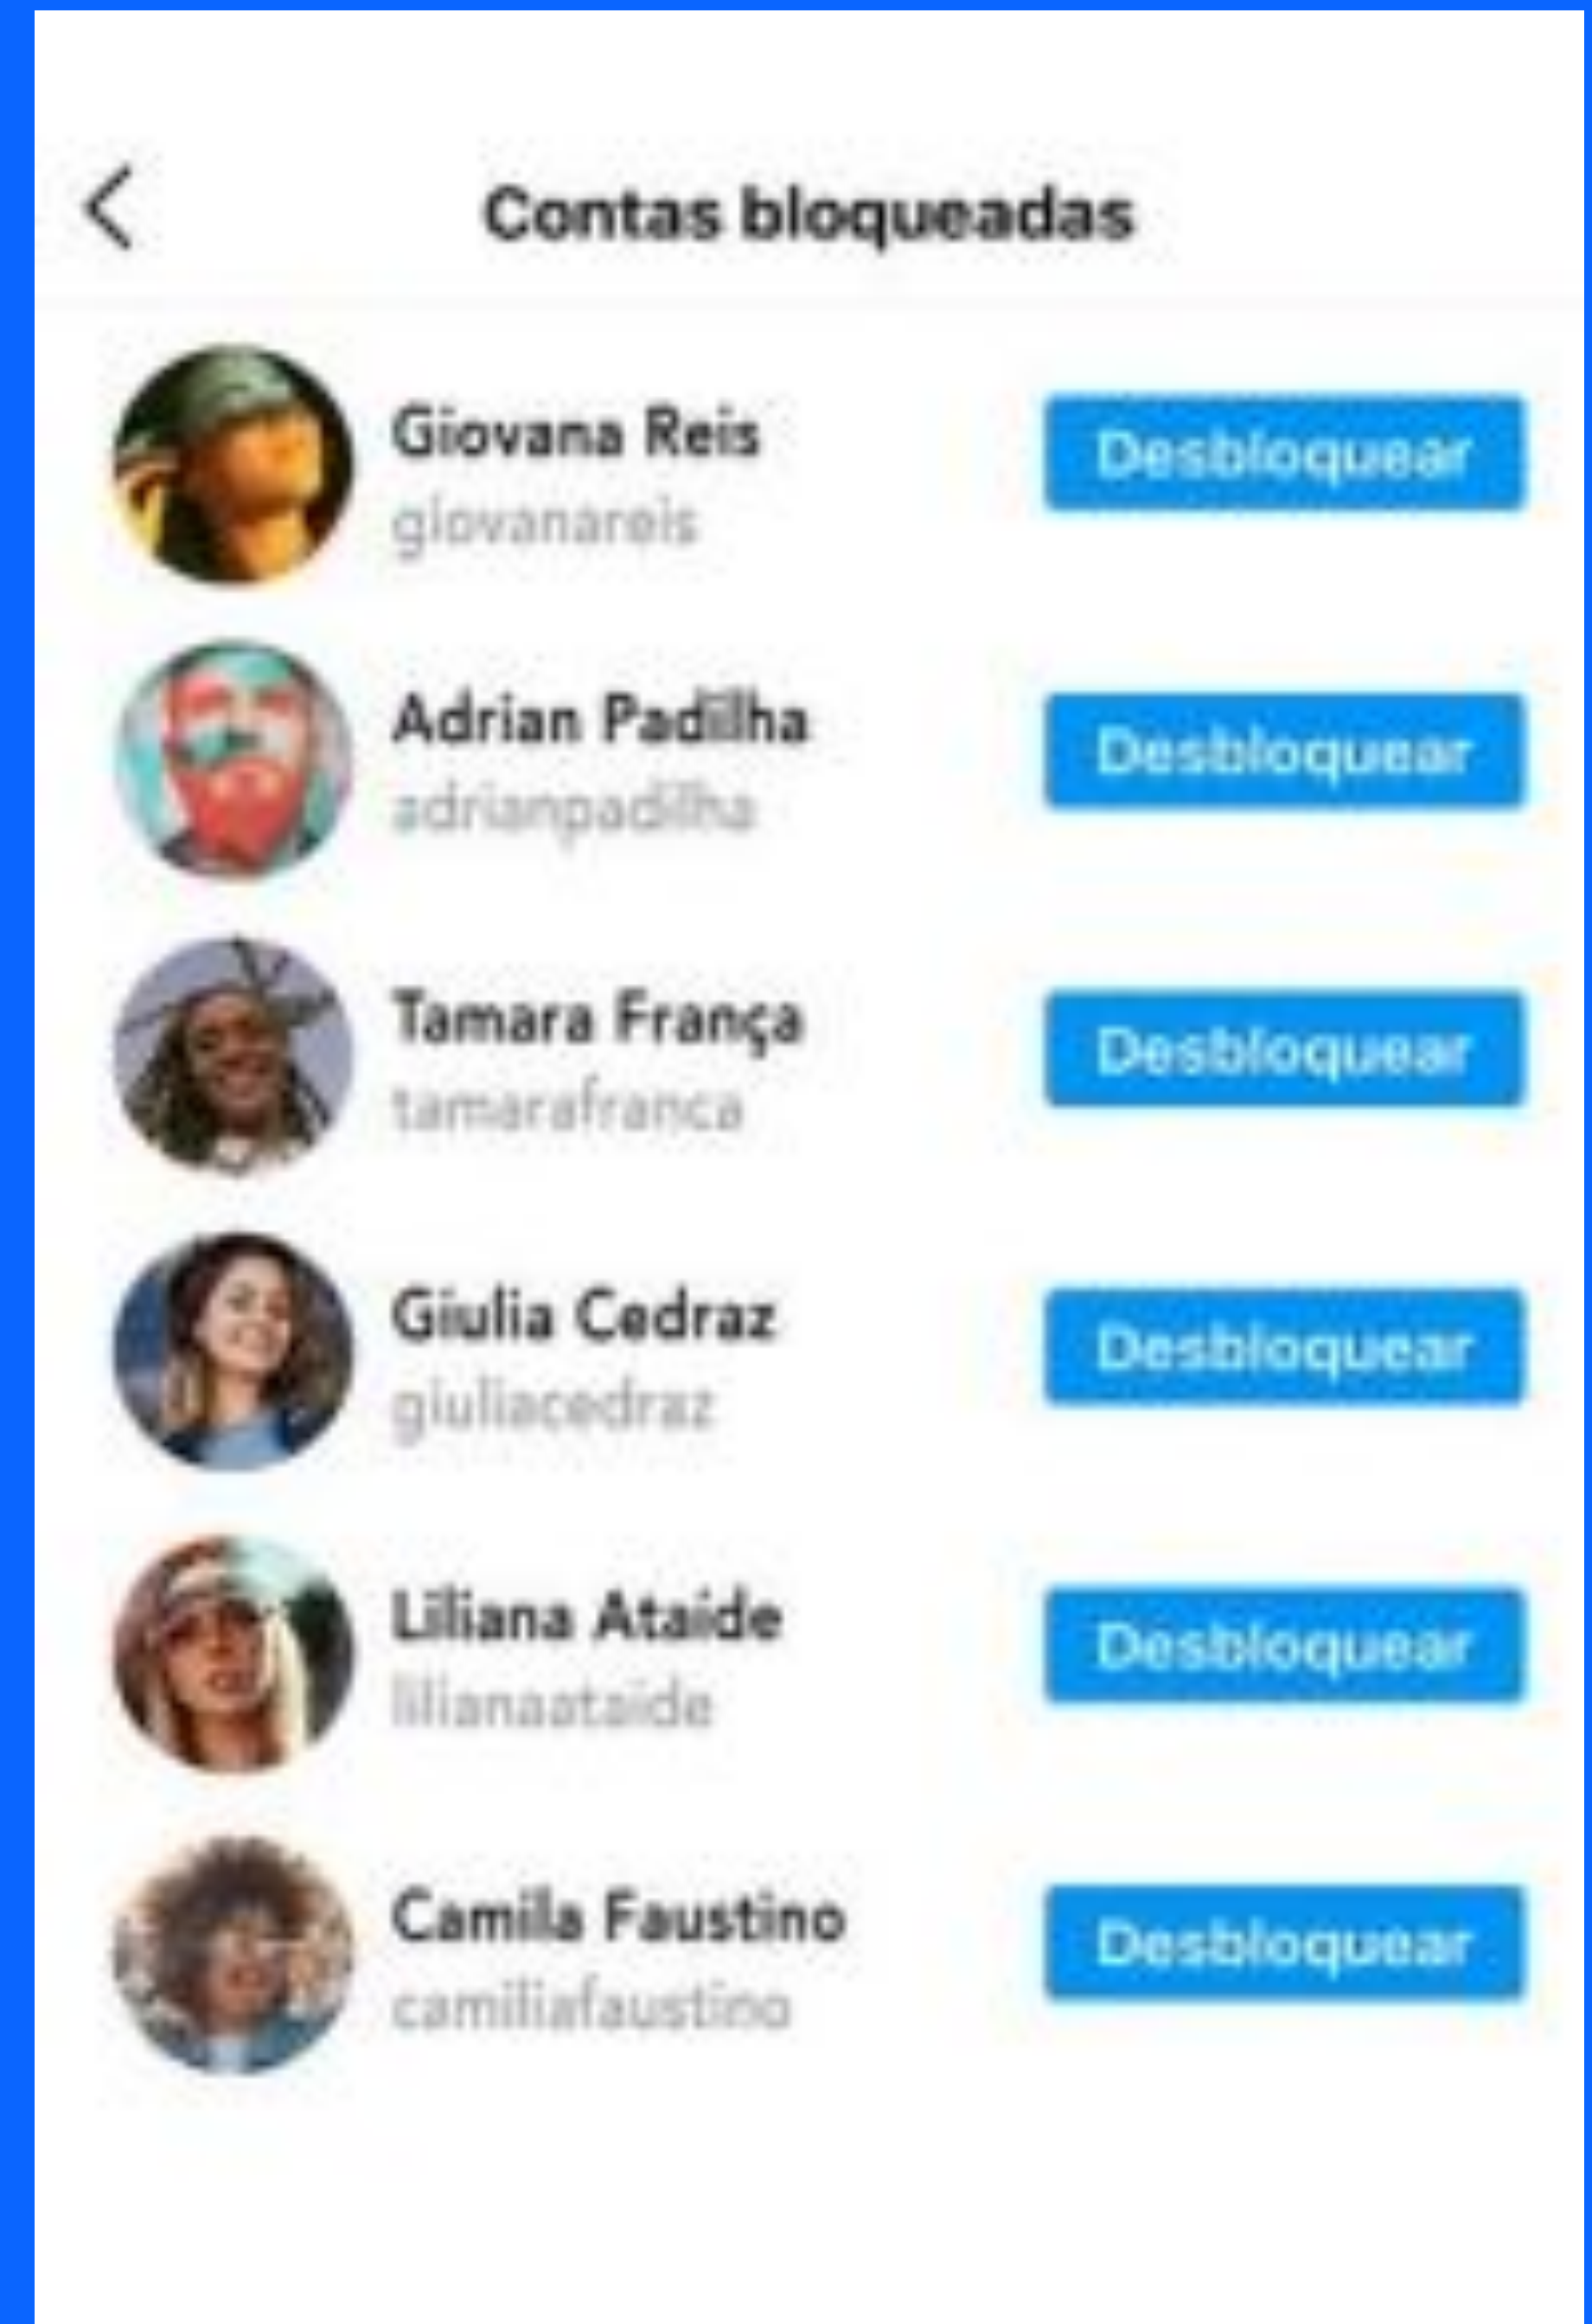 Contas bloqueadas
Giovana Reis
giovanareis
Desbloquear
Adrian Padilha
adrianpadilha
Desbloquear
Tamara França
tamarafranca
Desbloquear
Giulia Cedraz
giuliacedraz
Desbloquear
Liliana Ataide
lilianaataide
Desbloquear
Camila Faustino
camiliafaustino
Desbloquear